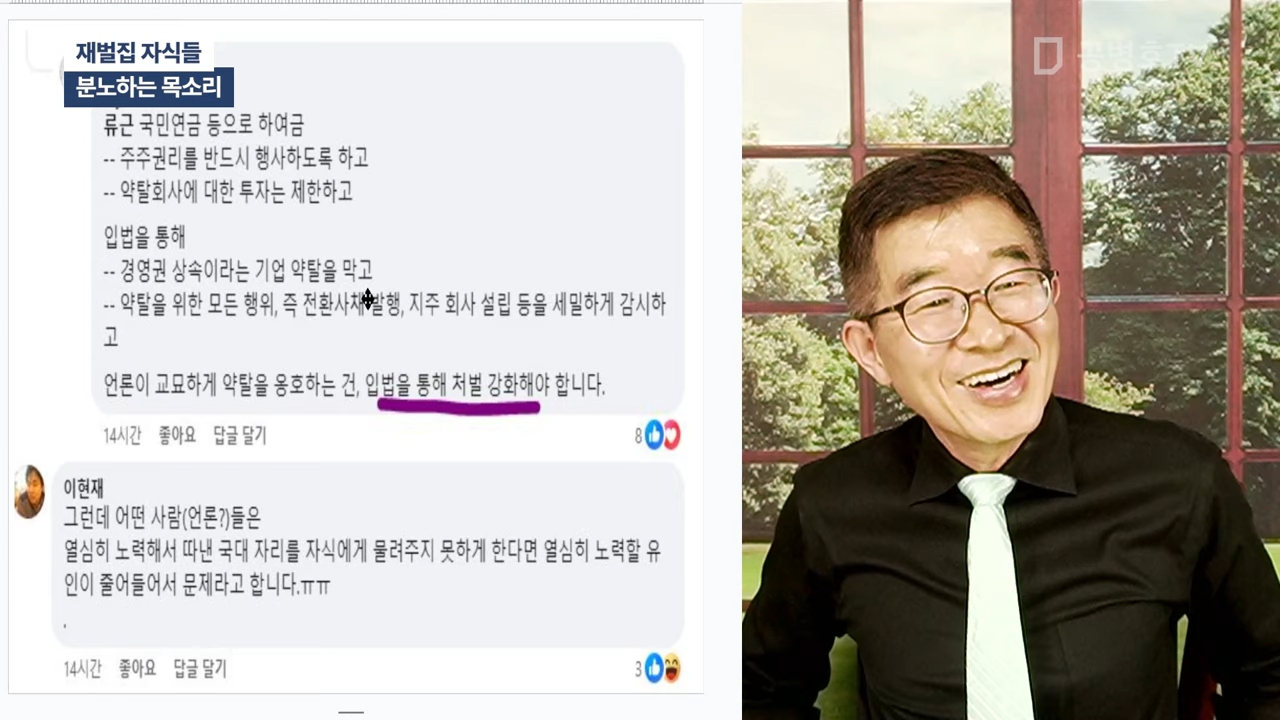 재벌집 자식들
분노하는 목소리
류근 국민연금 등으로 하여금
-- 주주권리를 반드시 행사하도록 하고
-- 약탈회사에 대한 투자는 제한하고
입법을 통해
-- 경영권 상속이라는 기업 약탈을 막고
-- 약탈을 위한 모든 행위, 즉 전환사채 발행, 지주 회사 설립 등을 세밀하게 감시하
고
언론이 교묘하게 약탈을 옹호하는 건, 입법을 통해 처벌 강화해야 합니다.
14시간 좋아요 답글 달기 8
이현재
그런데 어떤 사람(언론?)들은
열심히 노력해서 따낸 국대 자리를 자식에게 물려주지 못하게 한다면 열심히 노력할 유
인이 줄어들어서 문제라고 합니다.ㅠㅠ
.
14시간 좋아요 답글 달기 3